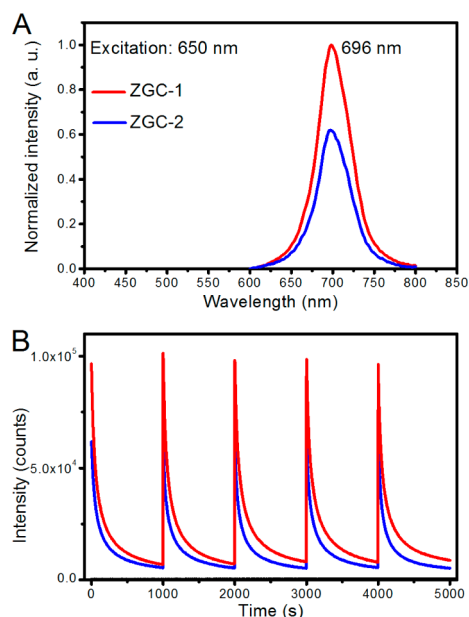 A
Excitation: 650 nm
696 nm
ZGC-1
ZGC-2
Normalized intensity (a. u.)
1.0
0.8
0.6
0.4
0.2
0.0
400 450 500 550 600 650 700 750 800 850
Wavelength (nm)
B
Intensity (counts)
1.0x10^5
5.0x10^4
0.0
0 1000 2000 3000 4000 5000
Time (s)